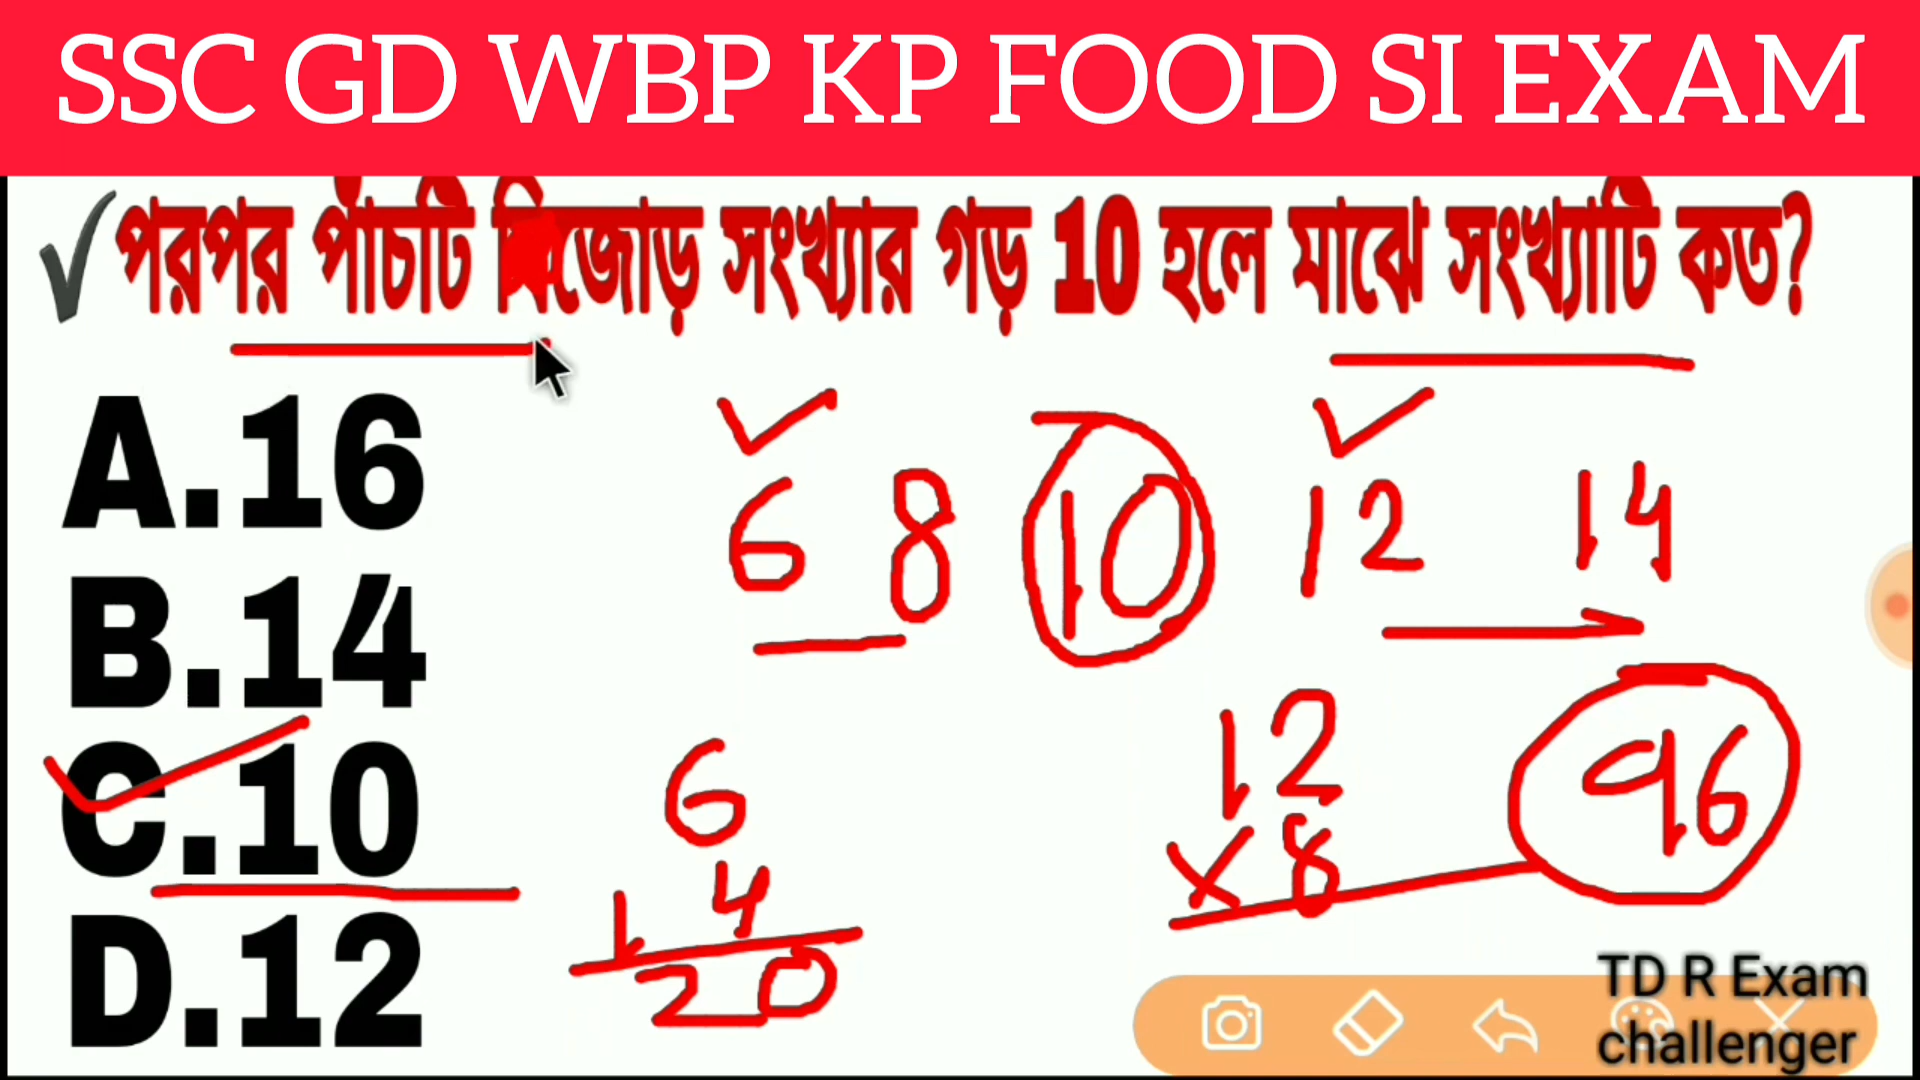 SSC GD WBP KP FOOD SI EXAM
✓পরপর পাঁচটি জোড় সংখ্যার গড় 10 হলে মাঝে সংখ্যাটি কত?
A.16
B.14
C.10
D.12
6 8 10 12 14
6
14
20
12
×8
96
TD R Exam
challenger